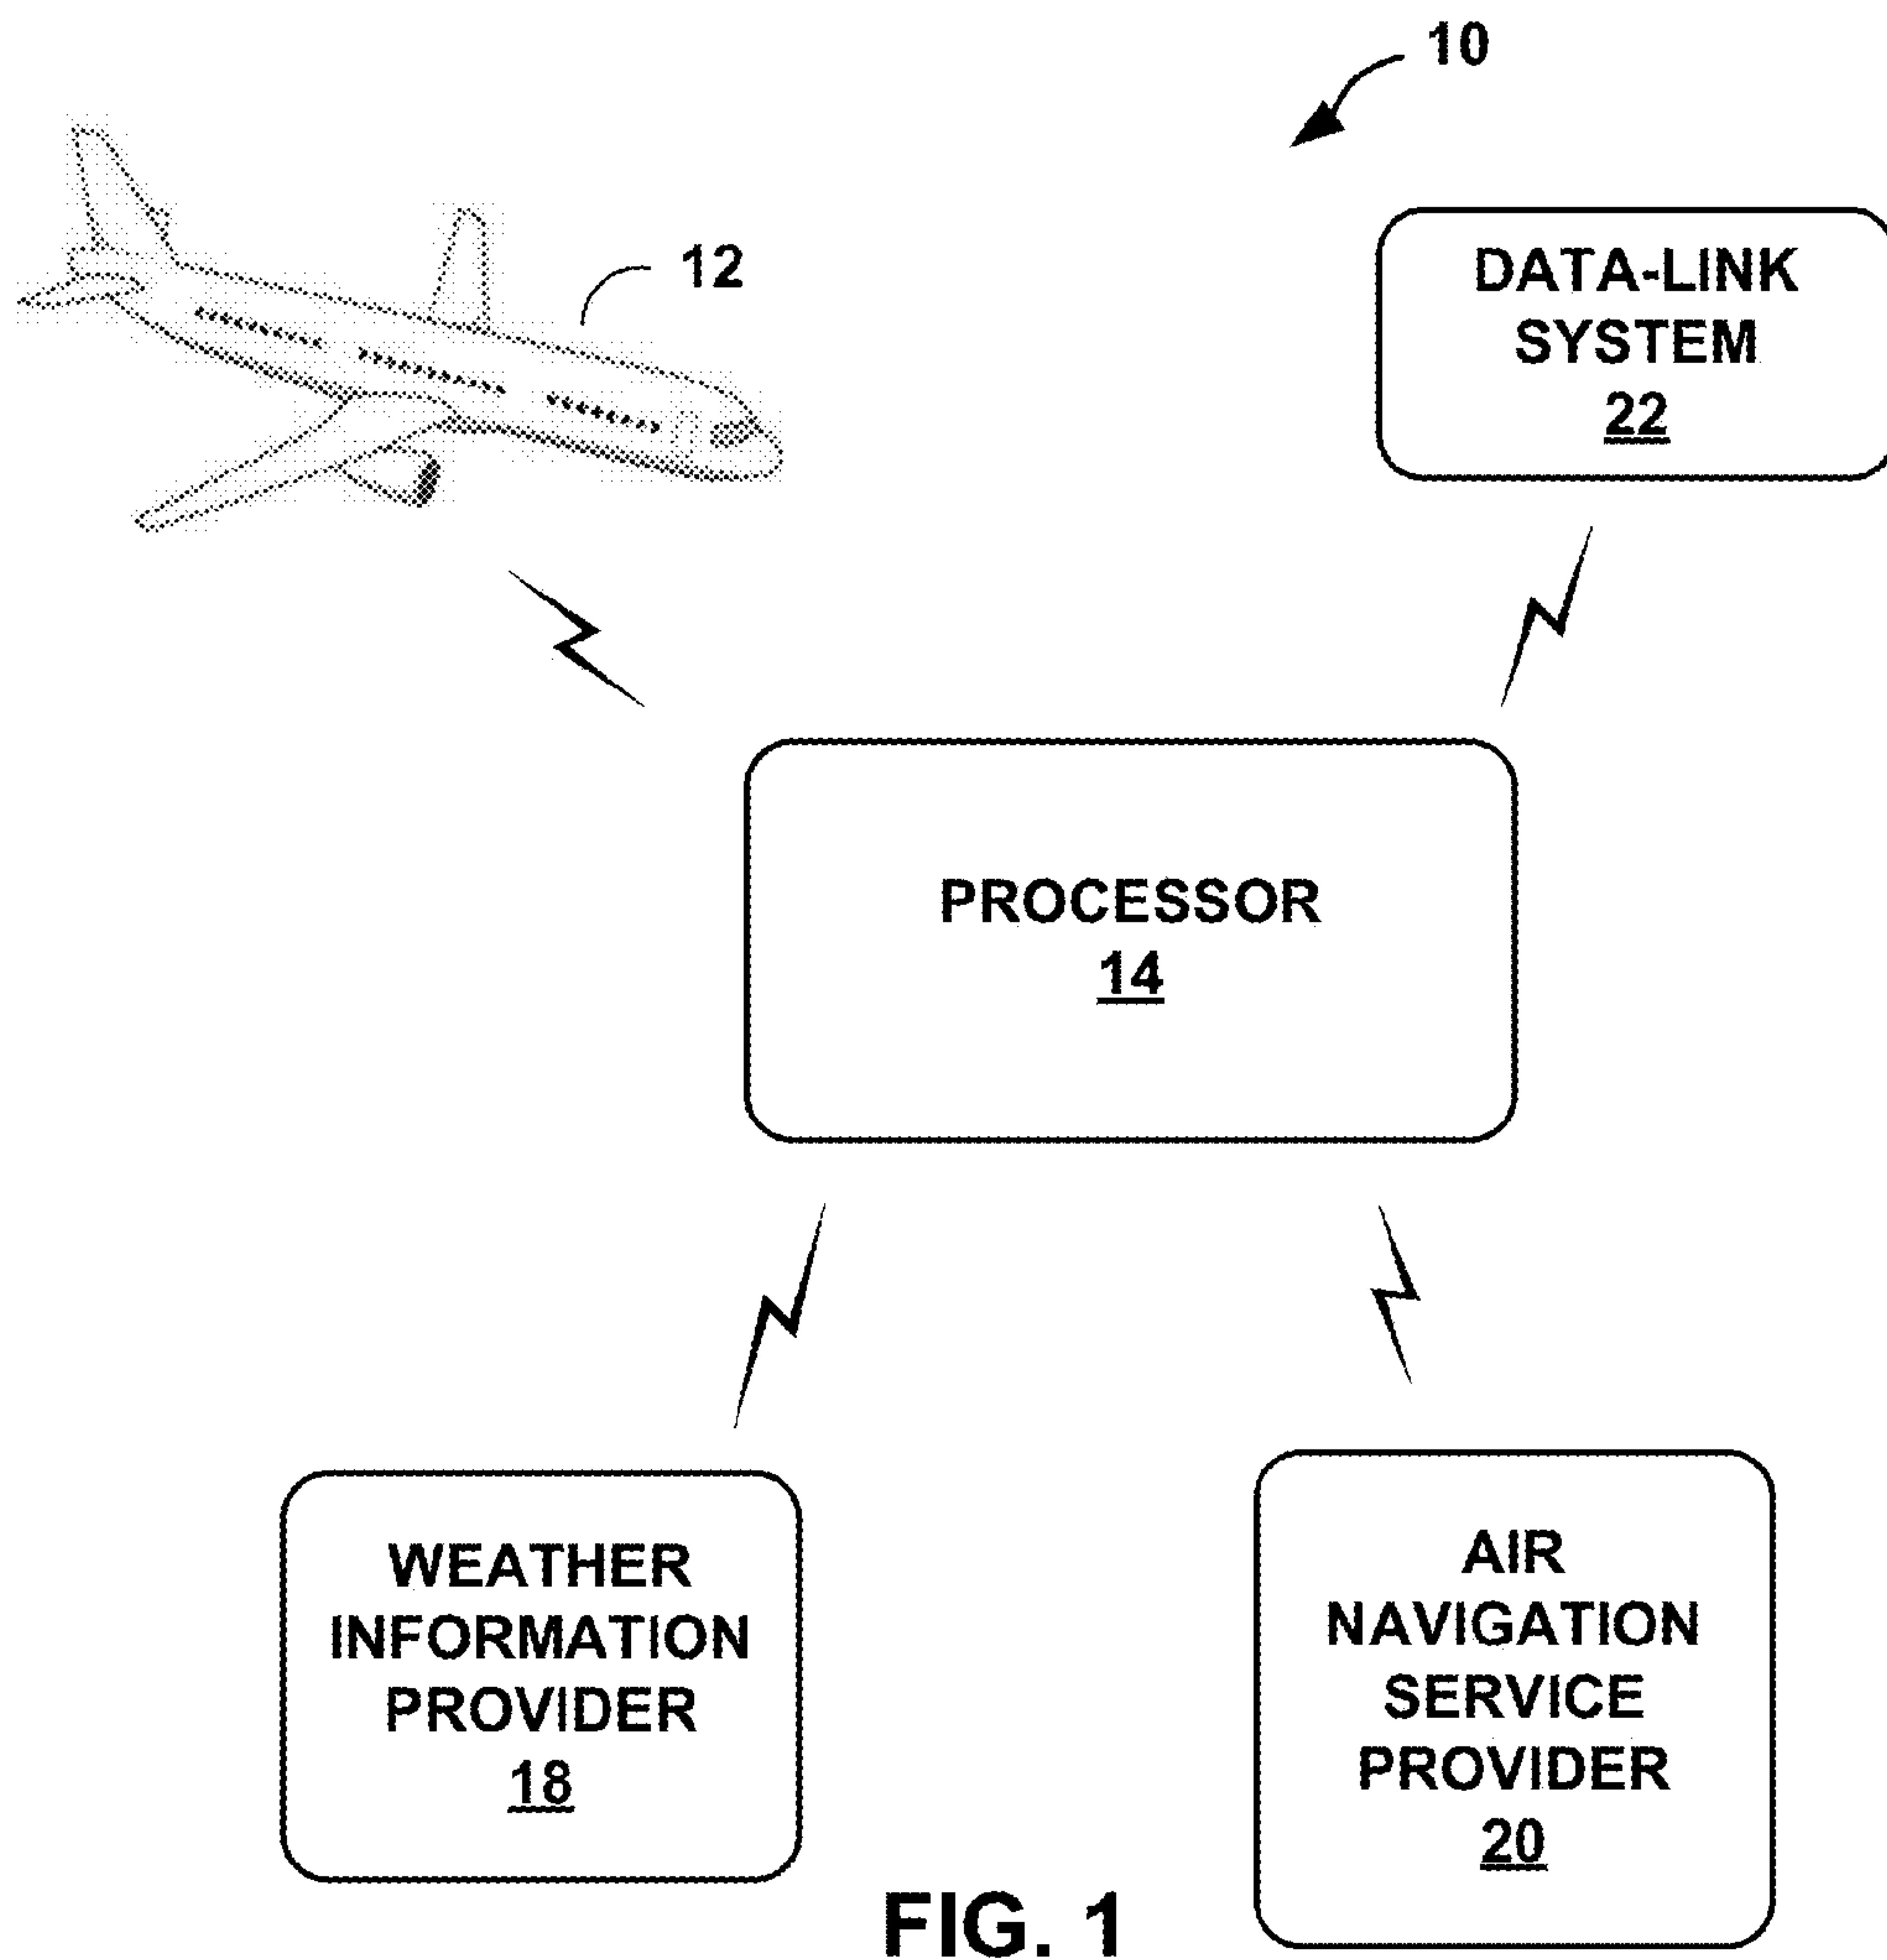 10
12
DATA-LINK
SYSTEM
22
PROCESSOR
14
WEATHER
INFORMATION
PROVIDER
18
AIR
NAVIGATION
SERVICE
PROVIDER
20
FIG. 1